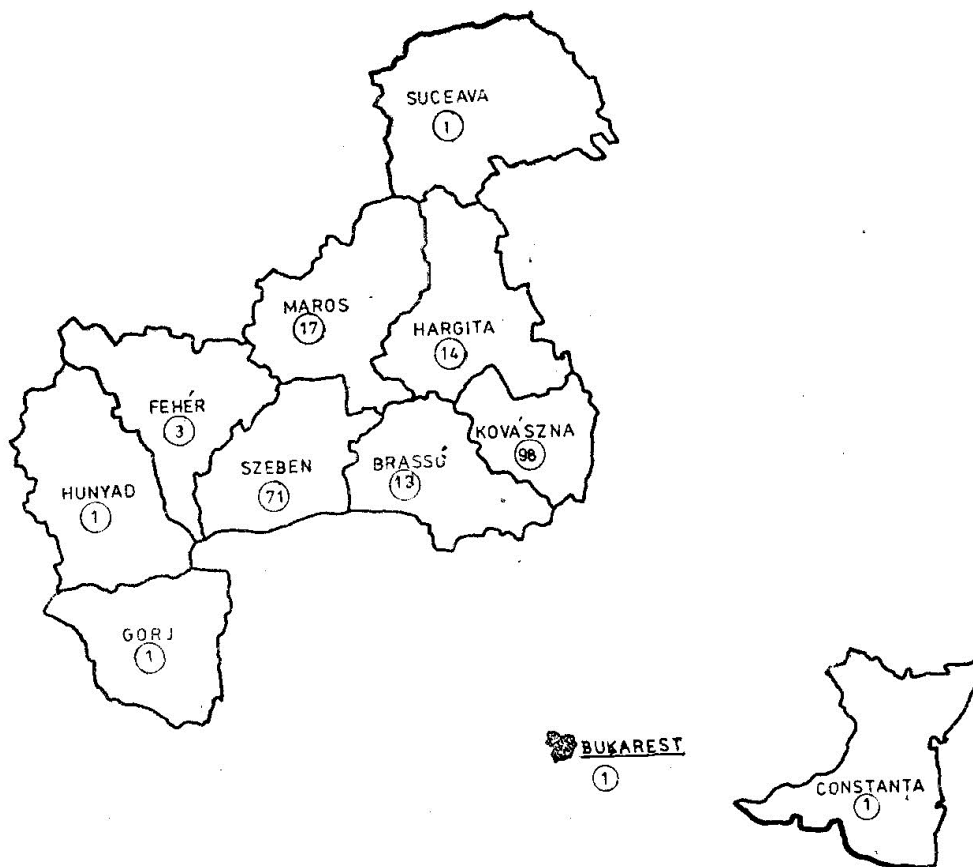 SUCEAVA
1
MAROS
17
HARGITA
14
FEHÉR
3
KOVÁSZNA
98
SZEBEN
71
BRASSÓ
13
HUNYAD
1
GORJ
1
BUKAREST
1
CONSTANTA
1